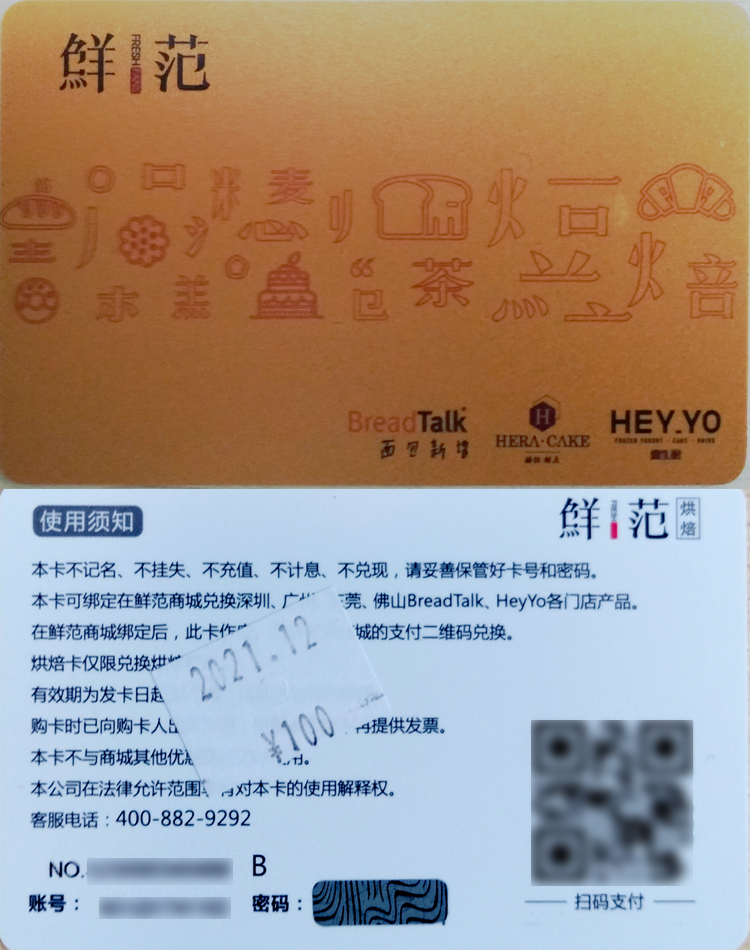 鮮范
FRESH FANS
BreadTalk
面包新语
HERA·CAKE
HEY.YO
FROZEN YOGURT · CAKE · DRINK
使用须知
鮮范 烘焙
本卡不记名、不挂失、不充值、不计息、不兑现，请妥善保管好卡号和密码。
本卡可绑定在鲜范商城兑换深圳、广州、东莞、佛山BreadTalk、HeyYo各门店产品。
在鲜范商城绑定后，此卡作 城的支付二维码兑换。
烘焙卡仅限兑换烘焙
有效期为发卡日起
购卡时已向购卡人出 再提供发票。
本卡不与商城其他优惠 用。
本公司在法律允许范围 有对本卡的使用解释权。
客服电话：400-882-9292
2021.12
¥100
NO. B
账号： 密码：
扫码支付